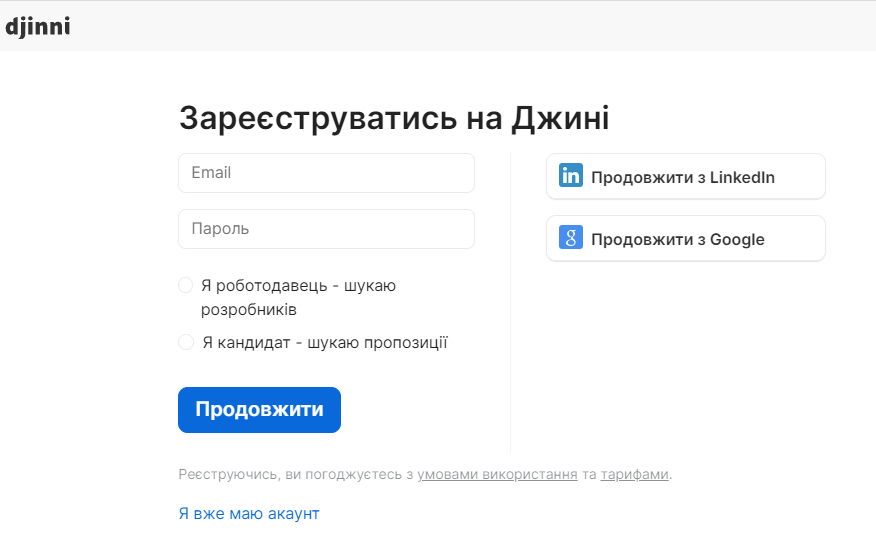 djinni
Зареєструватись на Джині
Email
Пароль
Я роботодавець - шукаю
розробників
Я кандидат - шукаю пропозиції
Продовжити
in Продовжити з LinkedIn
g Продовжити з Google
Реєструючись, ви погоджуєтесь з умовами використання та тарифами.
Я вже маю акаунт